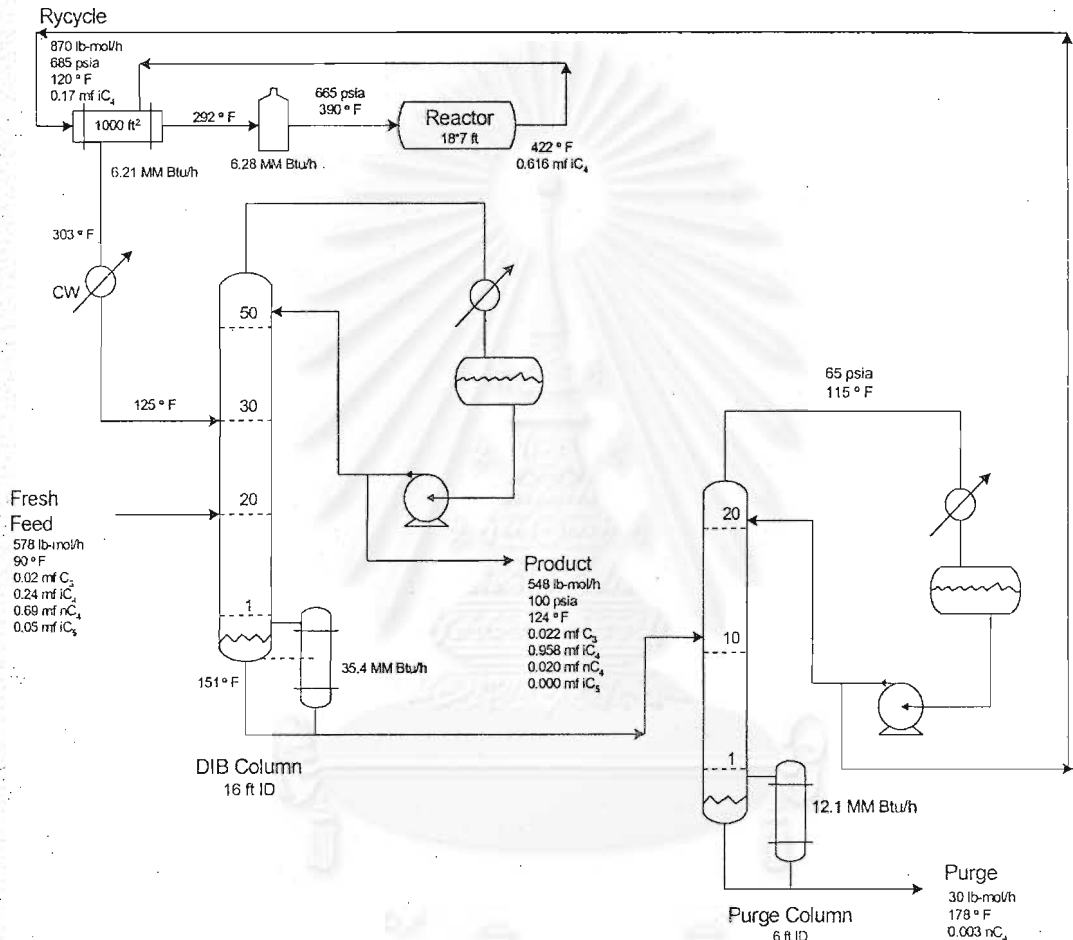 Rycycle
870 lb-mol/h
685 psia
120 ° F
0.17 mf iC4
1000 ft²
292 ° F
6.21 MM Btu/h
6.28 MM Btu/h
665 psia
390 ° F
Reactor
18*7 ft
422 ° F
0.616 mf iC4
303 ° F
CW
125 ° F
50
30
20
1
Fresh
Feed
578 lb-mol/h
90 ° F
0.02 mf C3
0.24 mf iC4
0.69 mf nC4
0.05 mf iC5
151° F
35.4 MM Btu/h
DIB Column
16 ft ID
Product
548 lb-mol/h
100 psia
124 ° F
0.022 mf C3
0.958 mf iC4
0.020 mf nC4
0.000 mf iC5
65 psia
115 ° F
20
10
1
12.1 MM Btu/h
Purge Column
6 ft ID
Purge
30 lb-mol/h
178 ° F
0.003 nC4